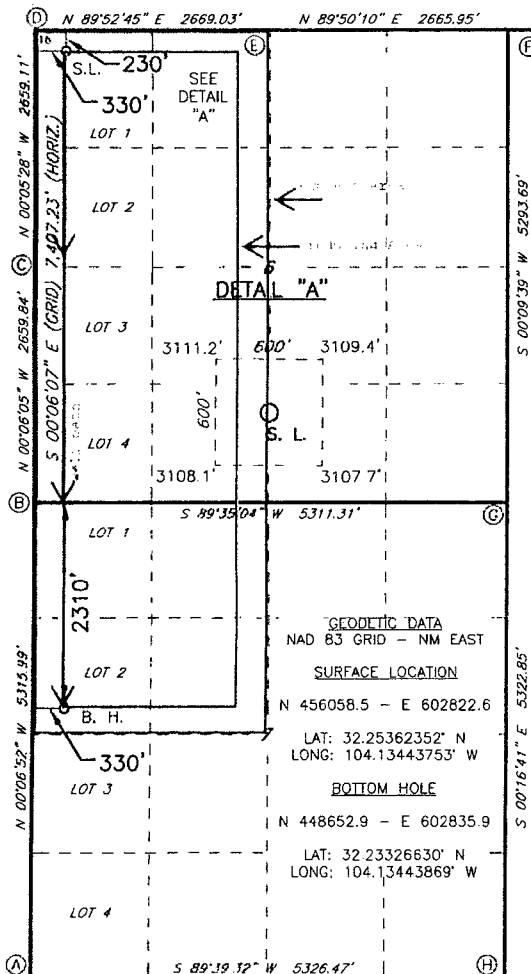 D N 89°52'45" E 2669.03' E N 89°50'10" E 2665.95' F
16
S.L.
230'
330'
SEE
DETAIL
"A"
LOT 1
LOT 2
N 00°05'28" W 2659.11'
S 00°06'07" E (GRID) 7,407.23' (HORIZ.)
S 00°09'39" W 5293.69'
C
DETAIL "A"
LOT 3
3111.2' 600' 3109.4'
600'
S. L.
N 00°06'05" W 2659.84'
LOT 4
3108.1' 3107.7'
B S 89°35'04" W 5311.31' G
LOT 1
2310'
LOT 2
B. H.
330'
N 00°06'52" W 5315.99'
LOT 3
LOT 4
GEODETIC DATA
NAD 83 GRID – NM EAST
SURFACE LOCATION
N 456058.5 – E 602822.6
LAT: 32.25362352° N
LONG: 104.13443753° W
BOTTOM HOLE
N 448652.9 – E 602835.9
LAT: 32.23326630° N
LONG: 104.13443869° W
S 00°16'41" E 5322.85'
A S 89°39'32" W 5326.47' H